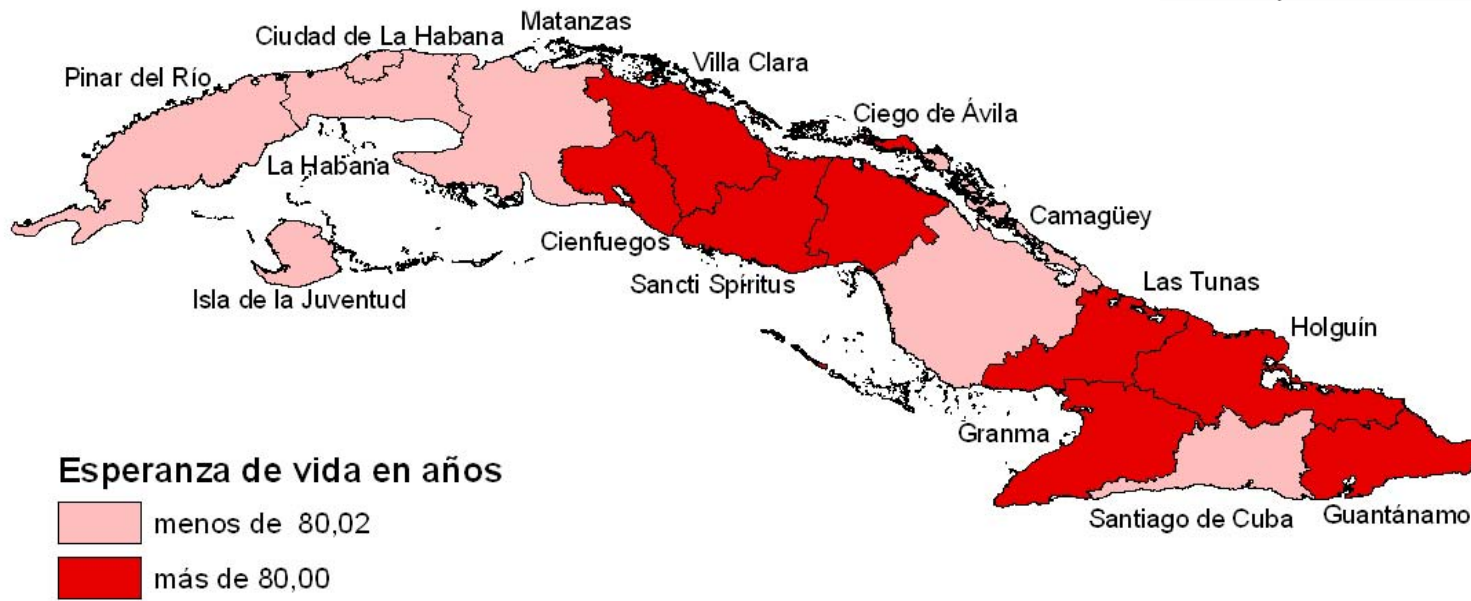 Matanzas
Ciudad de La Habana
Villa Clara
Pinar del Río
Ciego de Ávila
La Habana
Camagüey
Cienfuegos
Sancti Spíritus
Las Tunas
Isla de la Juventud
Holguín
Granma
Esperanza de vida en años
menos de 80,02
Santiago de Cuba
Guantánamo
más de 80,00